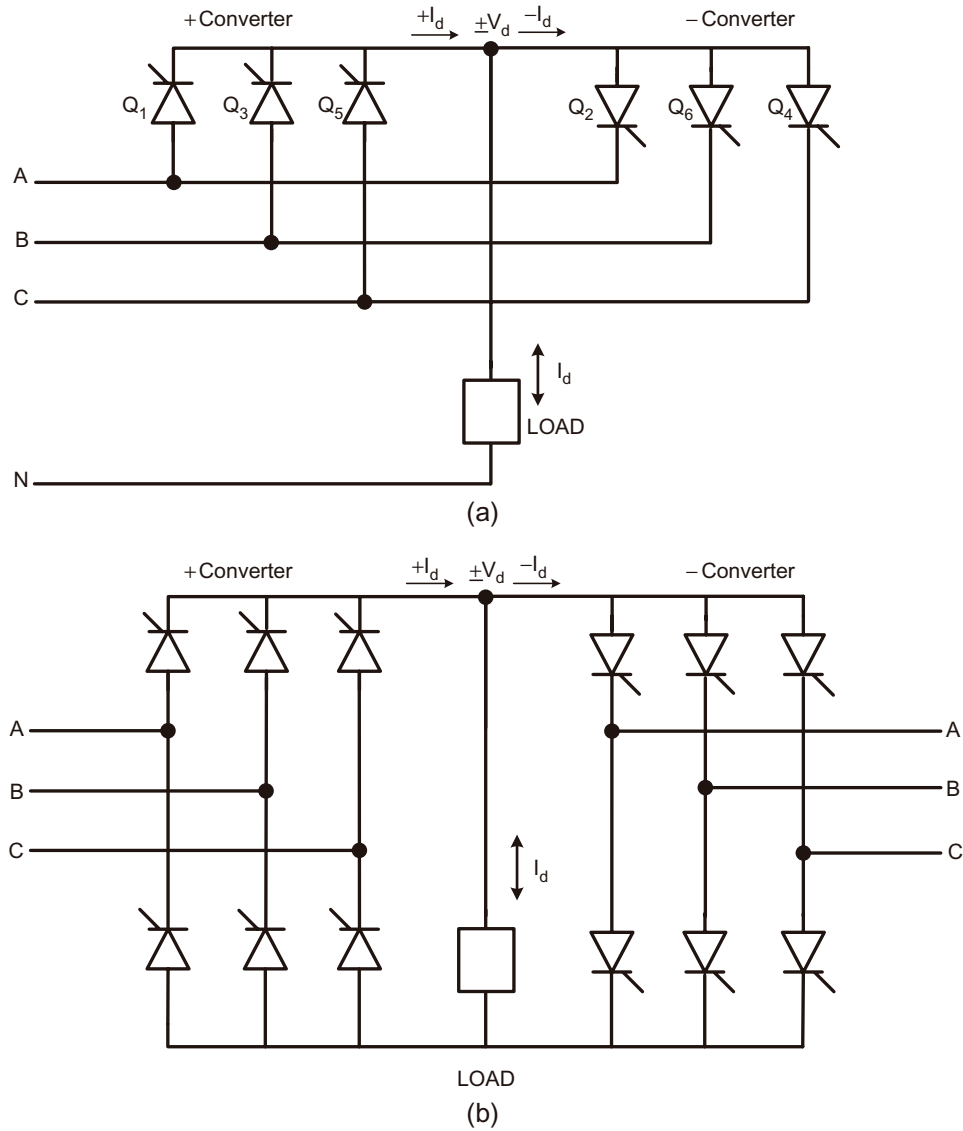 +Converter +I_d ±V_d −I_d −Converter
Q_1 Q_3 Q_5 Q_2 Q_6 Q_4
A
B
C
I_d
LOAD
N
(a)
+Converter +I_d ±V_d −I_d −Converter
A A
B B
C C
I_d
LOAD
(b)